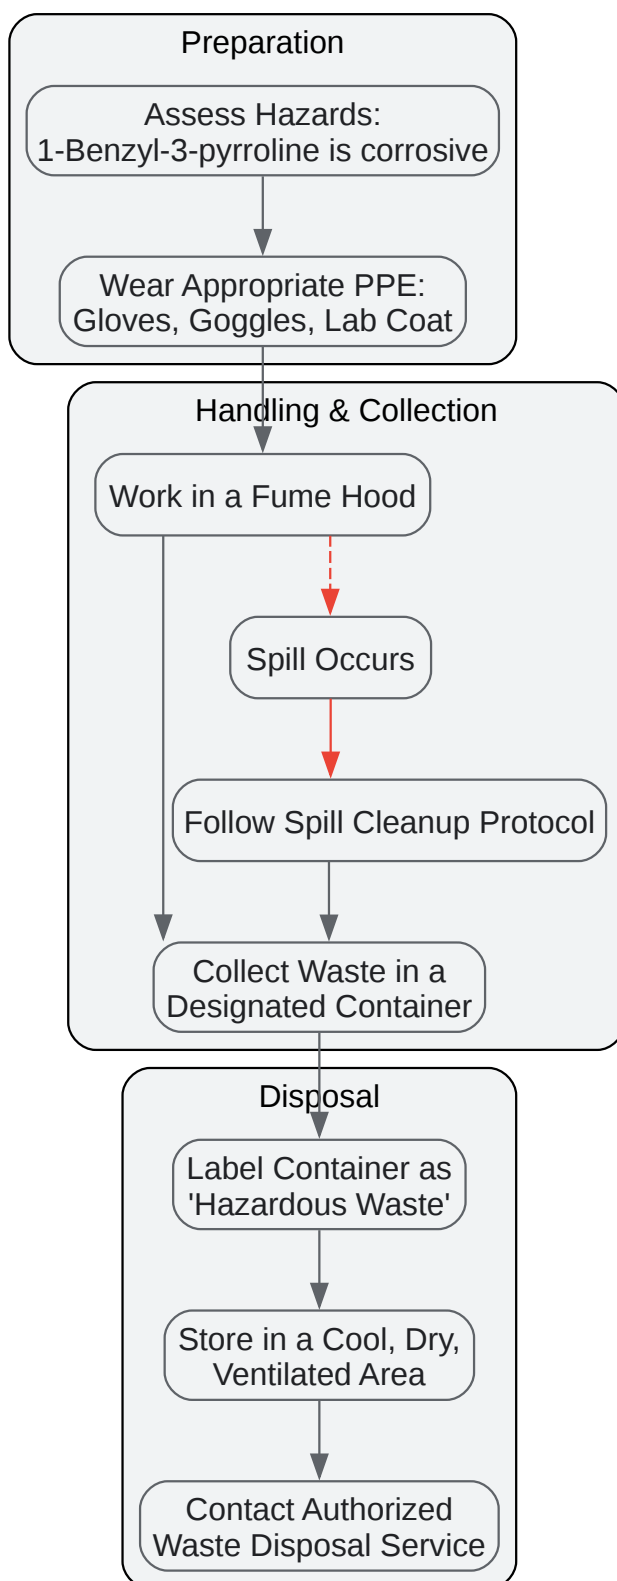 Preparation
Assess Hazards:
1-Benzyl-3-pyrroline is corrosive
Wear Appropriate PPE:
Gloves, Goggles, Lab Coat
Handling & Collection
Work in a Fume Hood
Spill Occurs
Follow Spill Cleanup Protocol
Collect Waste in a
Designated Container
Disposal
Label Container as
'Hazardous Waste'
Store in a Cool, Dry,
Ventilated Area
Contact Authorized
Waste Disposal Service